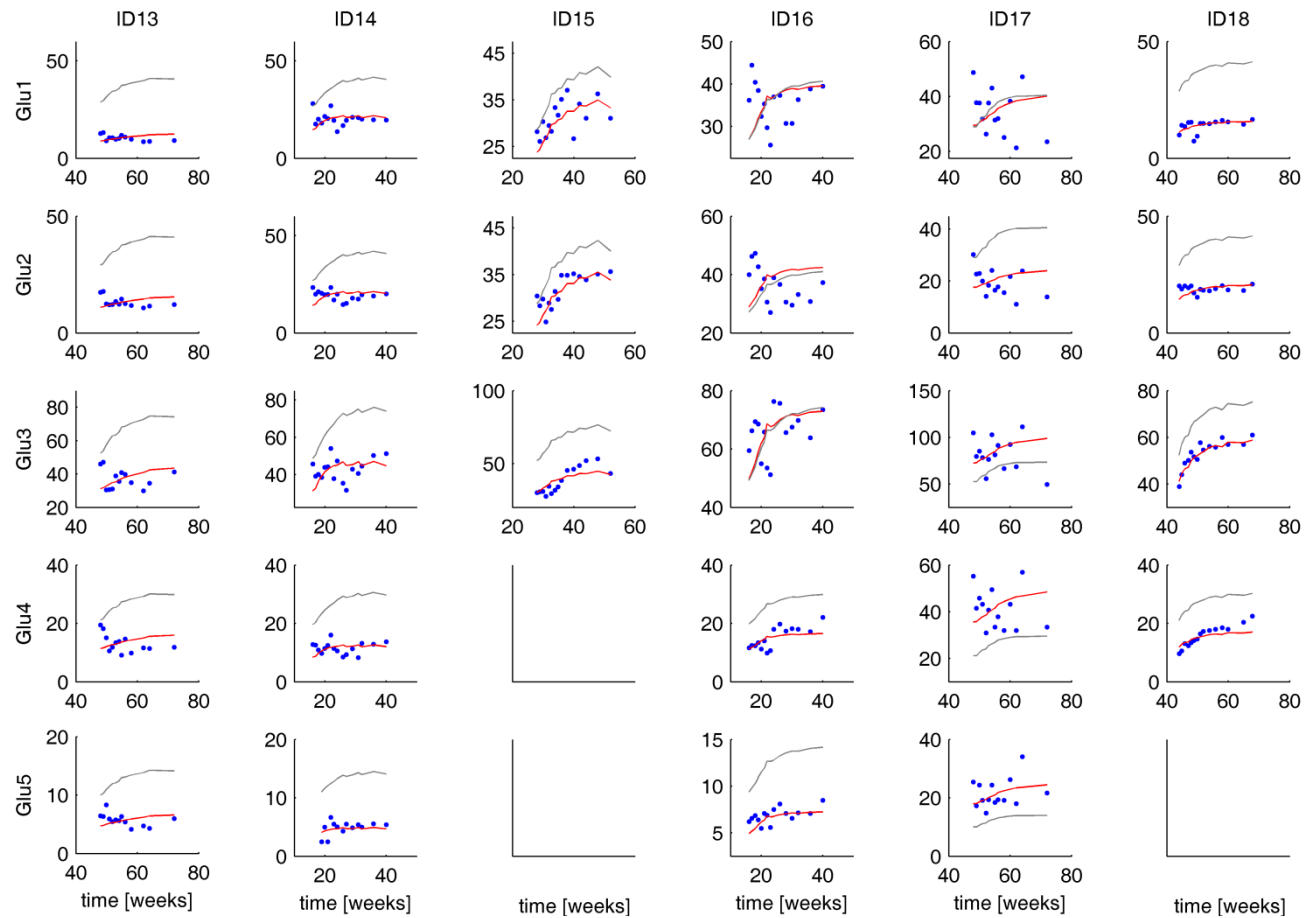 ID13 ID14 ID15 ID16 ID17 ID18
Glu1
50 0 40 60 80
50 0 20 40
45 35 25 20 40 60
50 40 30 20 40
60 40 20 40 60 80
50 0 40 60
Glu2
50 0 40 60 80
50 0 20 40
45 35 25 20 40 60
60 40 20 20 40
40 20 0 40 60 80
50 0 40 60
Glu3
80 60 40 20 40 60 80
80 60 40 20 40
100 50 20 40 60
80 60 40 20 40
150 100 50 40 60 80
80 60 40 40 60
Glu4
40 20 0 40 60 80
40 20 0 20 40
40 20 0 20 40
60 40 20 40 60 80
40 20 0 40 60
Glu5
20 10 0 40 60 80
20 10 0 20 40
15 10 5 20 40
40 20 0 40 60 80
time [weeks] time [weeks] time [weeks] time [weeks] time [weeks] time [weeks]